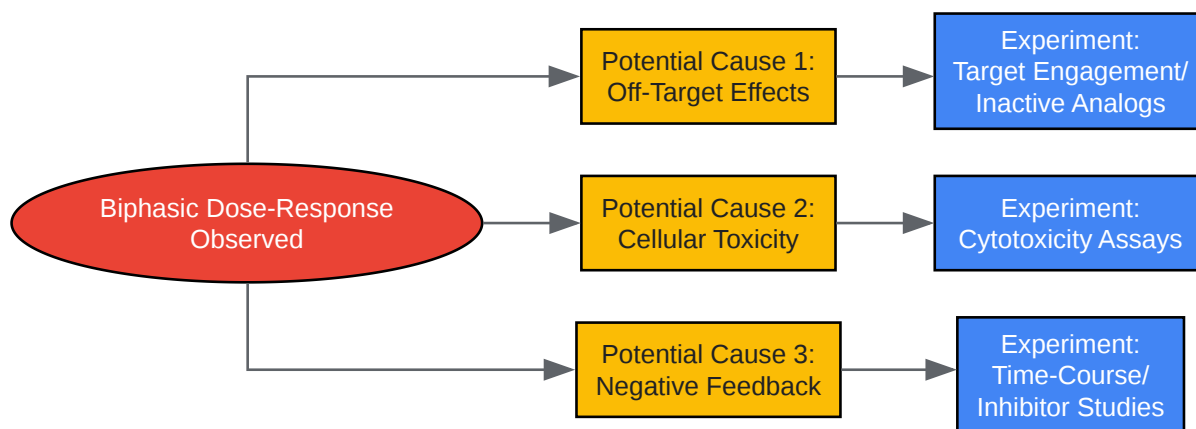 Biphasic Dose-Response
Observed
Potential Cause 1:
Off-Target Effects
Experiment:
Target Engagement/
Inactive Analogs
Potential Cause 2:
Cellular Toxicity
Experiment:
Cytotoxicity Assays
Potential Cause 3:
Negative Feedback
Experiment:
Time-Course/
Inhibitor Studies